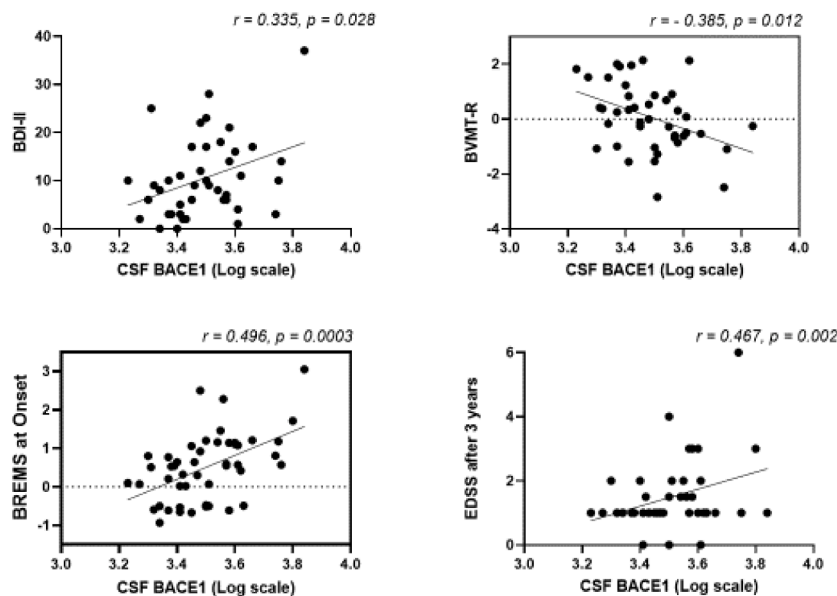 r = 0.335, p = 0.028
40
30
20
10
0
BDI-II
3.0 3.2 3.4 3.6 3.8 4.0
CSF BACE1 (Log scale)
r = - 0.385, p = 0.012
2
0
-2
-4
BVMT-R
3.0 3.2 3.4 3.6 3.8 4.0
CSF BACE1 (Log scale)
r = 0.496, p = 0.0003
3
2
1
0
-1
BREMS at Onset
3.0 3.2 3.4 3.6 3.8 4.0
CSF BACE1 (Log scale)
r = 0.467, p = 0.002
6
4
2
0
EDSS after 3 years
3.0 3.2 3.4 3.6 3.8 4.0
CSF BACE1 (Log scale)